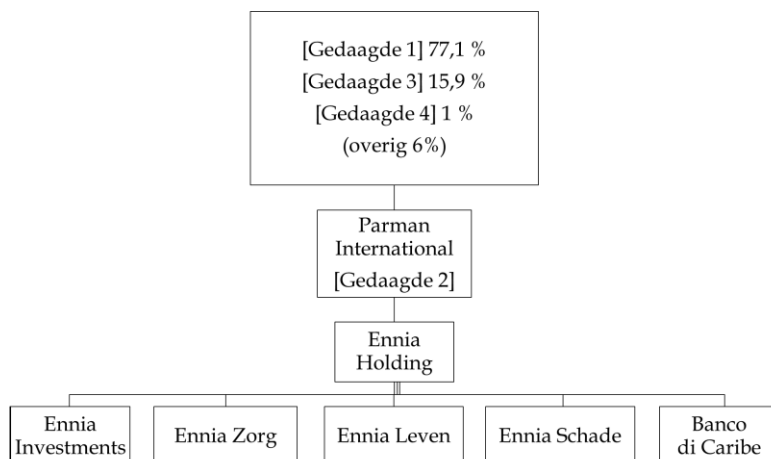 [Gedaagde 1] 77,1 %
[Gedaagde 3] 15,9 %
[Gedaagde 4] 1 %
(overig 6%)
Parman
International
[Gedaagde 2]
Ennia
Holding
Ennia
Investments
Ennia Zorg
Ennia Leven
Ennia Schade
Banco
di Caribe